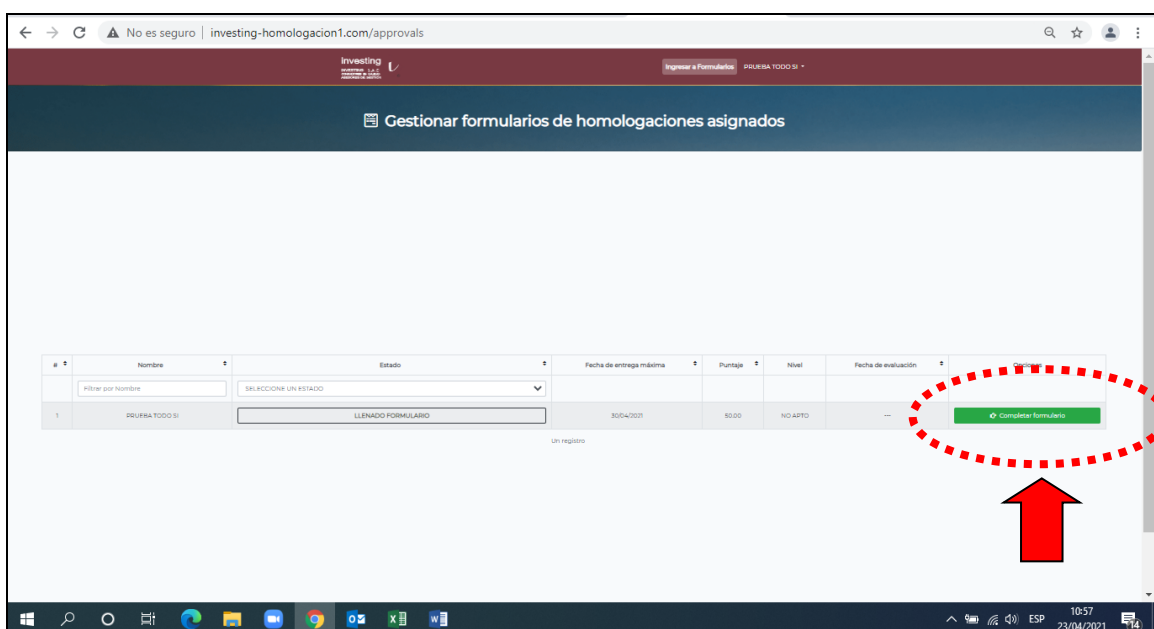 No es seguro | investing-homologacion1.com/approvals
Investing
Ingresar a Formularios PRUEBA TODO SI
Gestionar formularios de homologaciones asignados
# Nombre Estado Fecha de entrega máxima Puntaje Nivel Fecha de evaluación Opciones
Filtrar por Nombre SELECCIONE UN ESTADO
1 PRUEBA TODO SI LLENADO FORMULARIO 30/04/2021 50.00 NO APTO --- Completar formulario
Un registro
ESP 10:57
23/04/2021 14